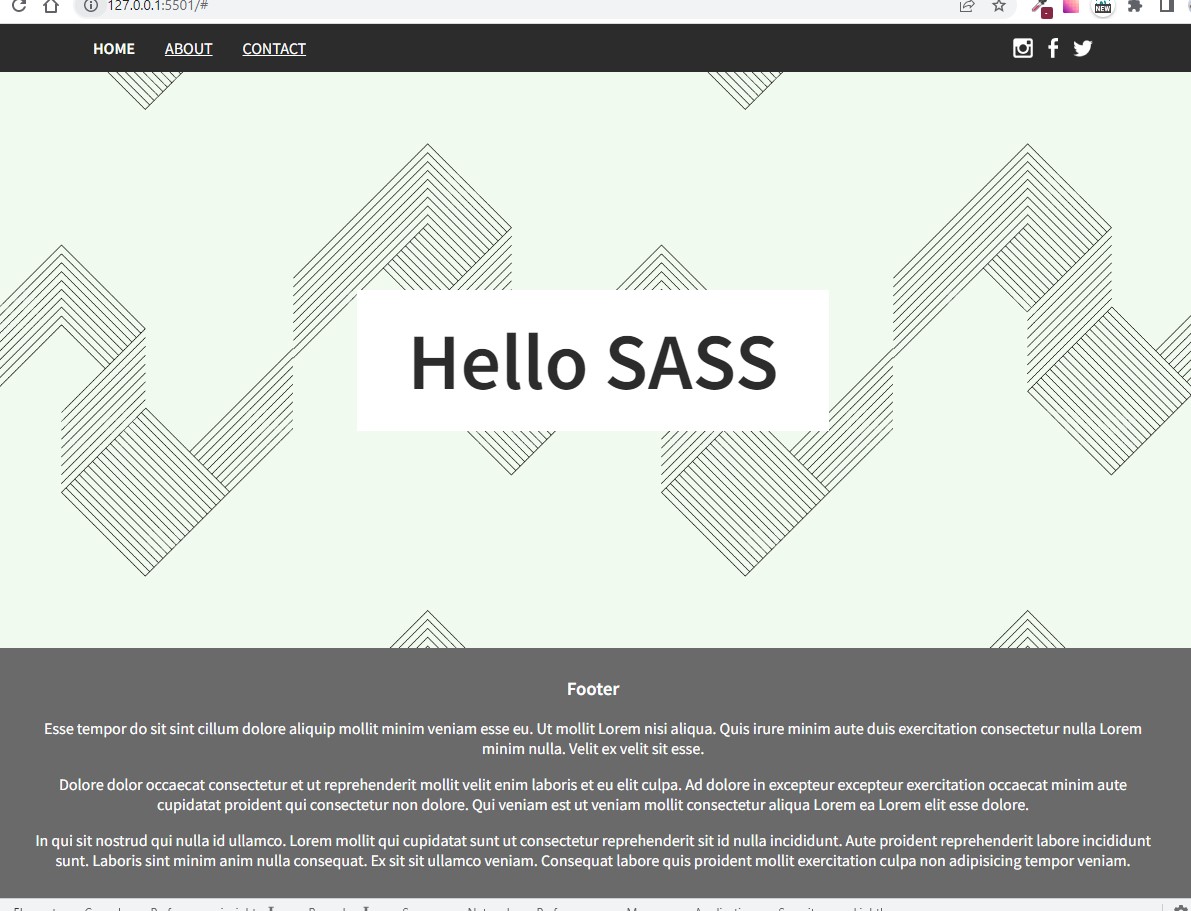 127.0.0.1:5501/#
NEW
HOME ABOUT CONTACT
Hello SASS
Footer
Esse tempor do sit sint cillum dolore aliquip mollit minim veniam esse eu. Ut mollit Lorem nisi aliqua. Quis irure minim aute duis exercitation consectetur nulla Lorem
minim nulla. Velit ex velit sit esse.
Dolore dolor occaecat consectetur et ut reprehenderit mollit velit enim laboris et eu elit culpa. Ad dolore in excepteur excepteur exercitation occaecat minim aute
cupidatat proident qui consectetur non dolore. Qui veniam est ut veniam mollit consectetur aliqua Lorem ea Lorem elit esse dolore.
In qui sit nostrud qui nulla id ullamco. Lorem mollit qui cupidatat sunt ut consectetur reprehenderit sit id nulla incididunt. Aute proident reprehenderit labore incididunt
sunt. Laboris sint minim anim nulla consequat. Ex sit sit ullamco veniam. Consequat labore quis proident mollit exercitation culpa non adipisicing tempor veniam.